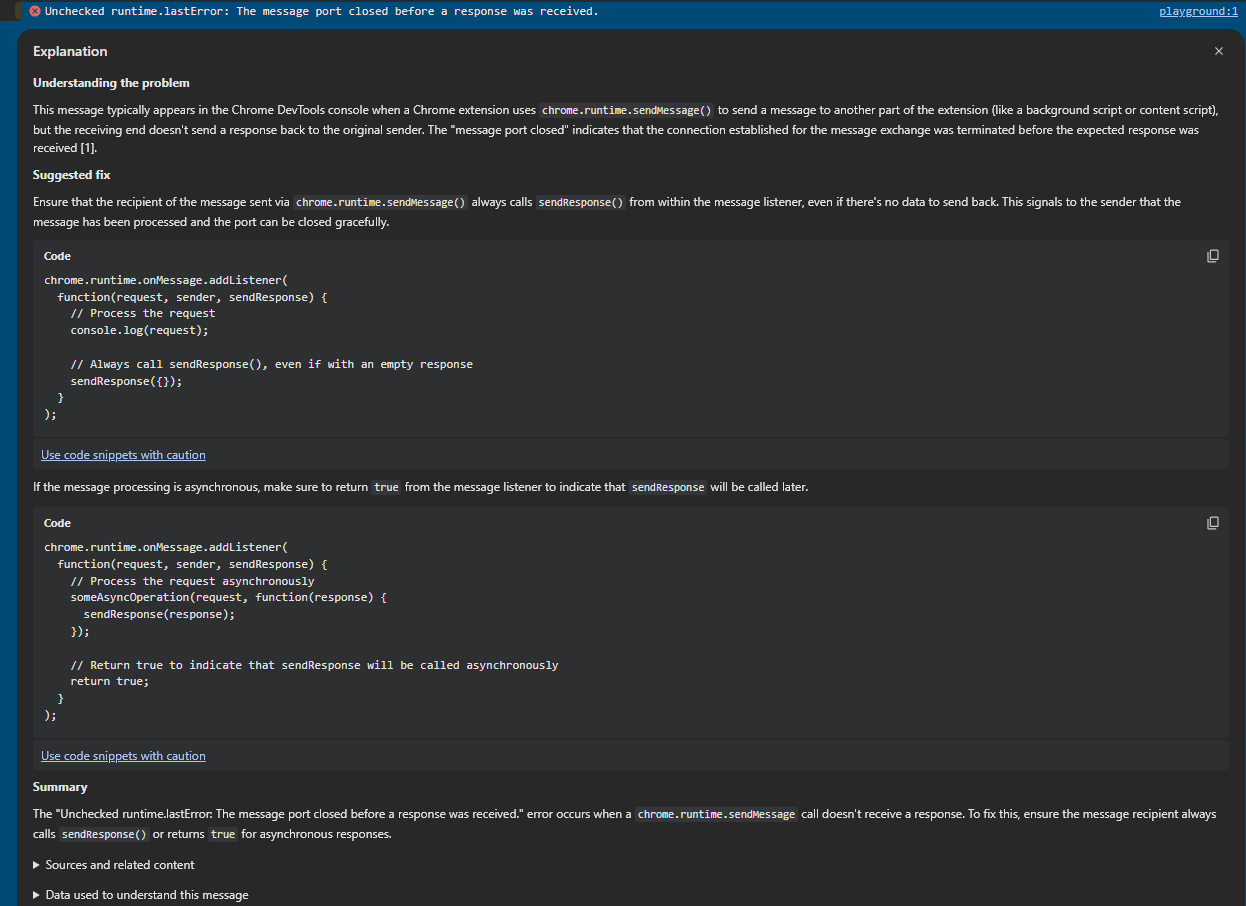 Unchecked runtime.lastError: The message port closed before a response was received.
playground:1
Explanation
Understanding the problem
This message typically appears in the Chrome DevTools console when a Chrome extension uses chrome.runtime.sendMessage() to send a message to another part of the extension (like a background script or content script),
but the receiving end doesn't send a response back to the original sender. The "message port closed" indicates that the connection established for the message exchange was terminated before the expected response was
received [1].
Suggested fix
Ensure that the recipient of the message sent via chrome.runtime.sendMessage() always calls sendResponse() from within the message listener, even if there's no data to send back. This signals to the sender that the
message has been processed and the port can be closed gracefully.
Code
chrome.runtime.onMessage.addListener(
  function(request, sender, sendResponse) {
    // Process the request
    console.log(request);
    // Always call sendResponse(), even if with an empty response
    sendResponse({});
  }
);
Use code snippets with caution
If the message processing is asynchronous, make sure to return true from the message listener to indicate that sendResponse will be called later.
Code
chrome.runtime.onMessage.addListener(
  function(request, sender, sendResponse) {
    // Process the request asynchronously
    someAsyncOperation(request, function(response) {
      sendResponse(response);
    });
    // Return true to indicate that sendResponse will be called asynchronously
    return true;
  }
);
Use code snippets with caution
Summary
The "Unchecked runtime.lastError: The message port closed before a response was received." error occurs when a chrome.runtime.sendMessage call doesn't receive a response. To fix this, ensure the message recipient always
calls sendResponse() or returns true for asynchronous responses.
Sources and related content
Data used to understand this message